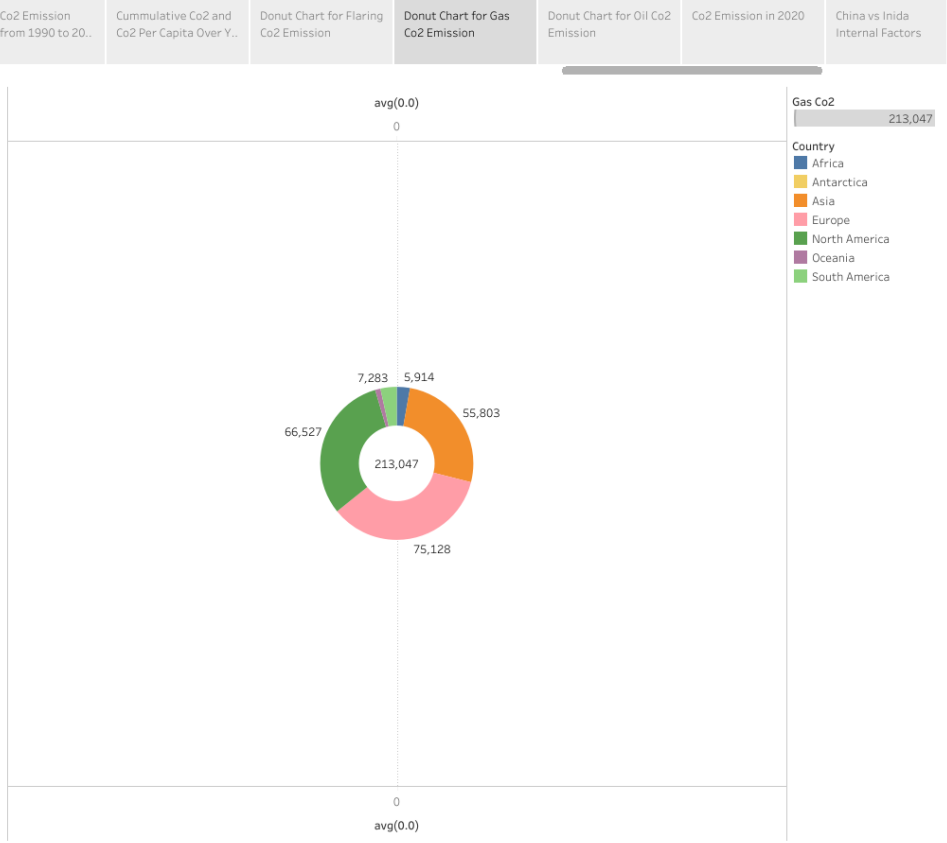 Co2 Emission
from 1990 to 20..
Cummulative Co2 and
Co2 Per Capita Over Y..
Donut Chart for Flaring
Co2 Emission
Donut Chart for Gas
Co2 Emission
Donut Chart for Oil Co2
Emission
Co2 Emission in 2020
China vs Inida
Internal Factors
avg(0.0)
0
Gas Co2
213,047
Country
Africa
Antarctica
Asia
Europe
North America
Oceania
South America
7,283
5,914
55,803
66,527
213,047
75,128
0
avg(0.0)